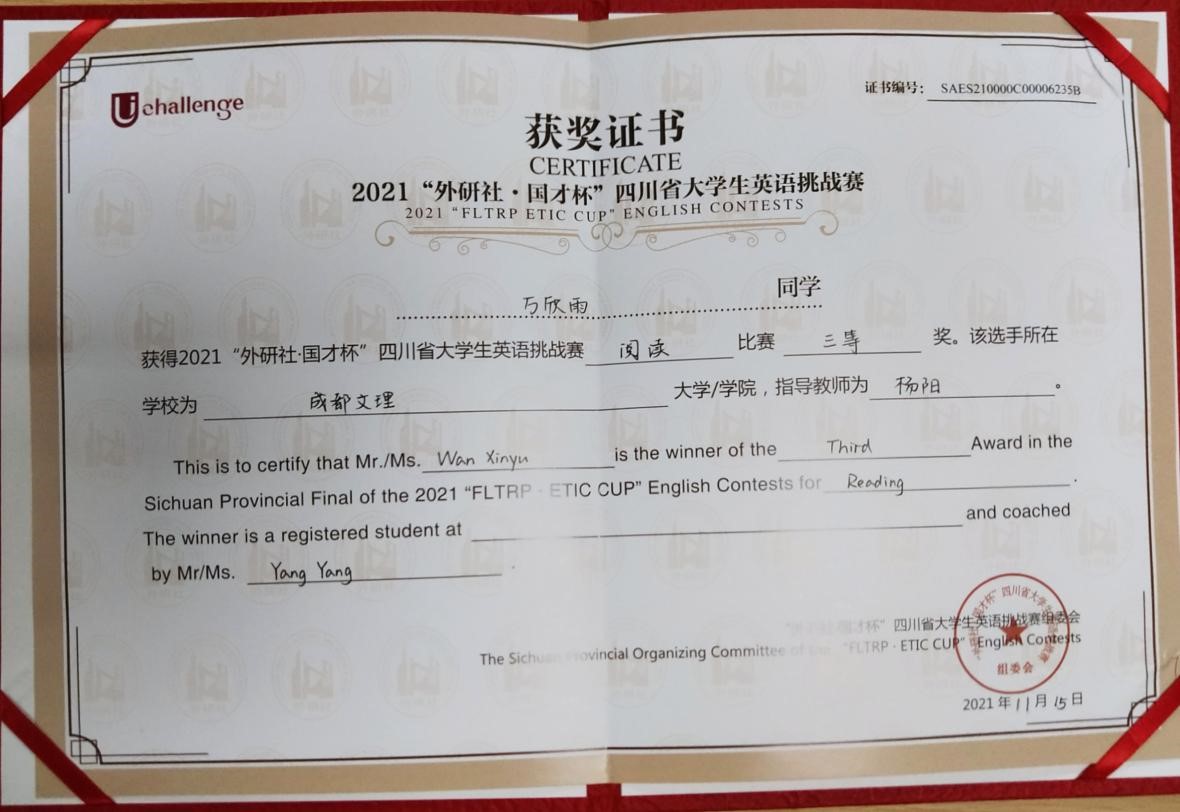 Uchallenge
证书编号： SAES210000C00006235B
获奖证书
CERTIFICATE
2021“外研社·国才杯”四川省大学生英语挑战赛
2021 “FLTRP ETIC CUP” ENGLISH CONTESTS
万欣雨 同学
获得2021“外研社·国才杯”四川省大学生英语挑战赛 阅读 比赛 三等 奖。该选手所在
学校为 成都文理 大学/学院，指导教师为 杨阳 。
This is to certify that Mr./Ms. Wan Xinyu is the winner of the Third Award in the
Sichuan Provincial Final of the 2021 “FLTRP · ETIC CUP” English Contests for Reading .
The winner is a registered student at and coached
by Mr/Ms. Yang Yang .
“外研社·国才杯”四川省大学生英语挑战赛组委会
The Sichuan Provincial Organizing Committee of the “FLTRP · ETIC CUP” English Contests
组委会
2021 年 11 月 15 日